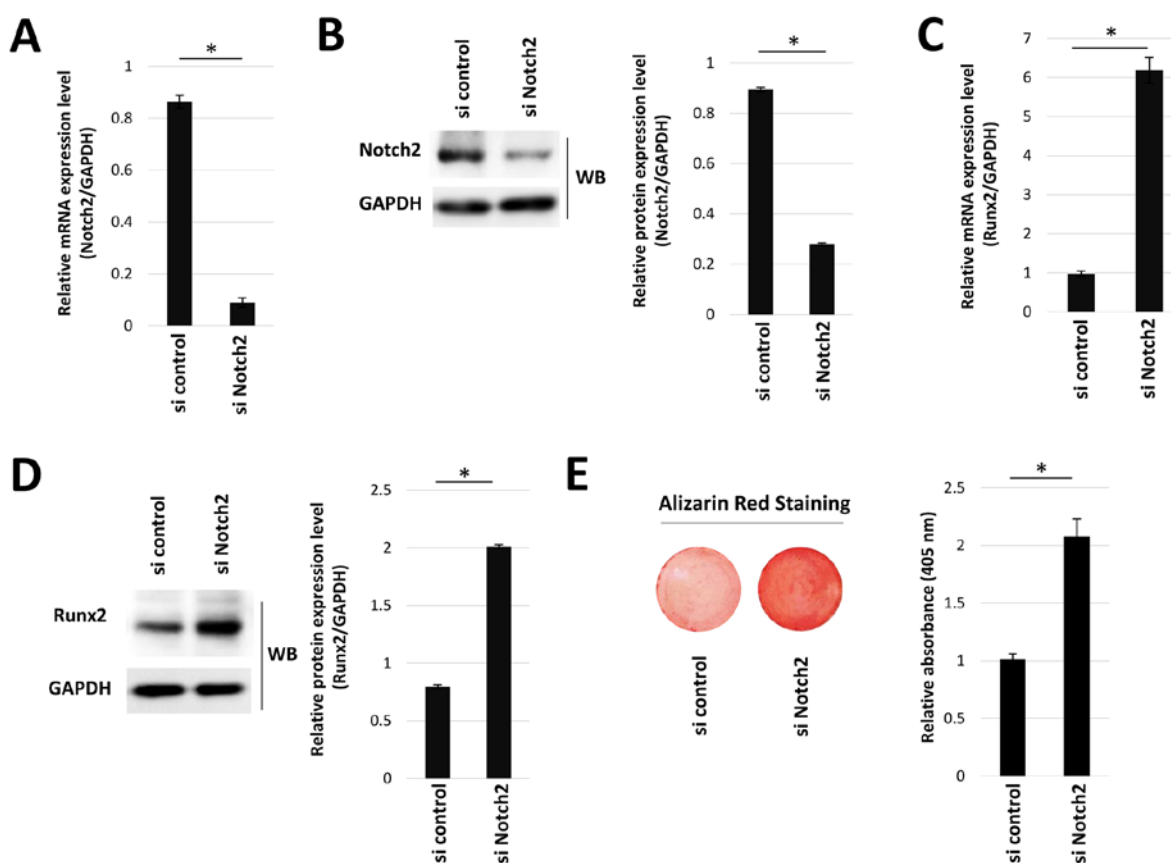 A
*
Relative mRNA expression level
(Notch2/GAPDH)
1
0.8
0.6
0.4
0.2
0
si control
si Notch2
B
si control
si Notch2
Notch2
GAPDH
WB
*
Relative protein expression level
(Notch2/GAPDH)
1
0.8
0.6
0.4
0.2
0
si control
si Notch2
C
*
Relative mRNA expression level
(Runx2/GAPDH)
7
6
5
4
3
2
1
0
si control
si Notch2
D
si control
si Notch2
Runx2
GAPDH
WB
*
Relative protein expression level
(Runx2/GAPDH)
2.5
2
1.5
1
0.5
0
si control
si Notch2
E
Alizarin Red Staining
si control
si Notch2
*
Relative absorbance (405 nm)
2.5
2
1.5
1
0.5
0
si control
si Notch2